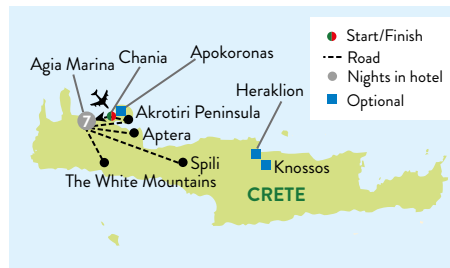 Start/Finish
Road
Nights in hotel
Optional
Chania
Apokoronas
Agia Marina
Heraklion
7
Akrotiri Peninsula
Aptera
Spili
Knossos
The White Mountains
CRETE